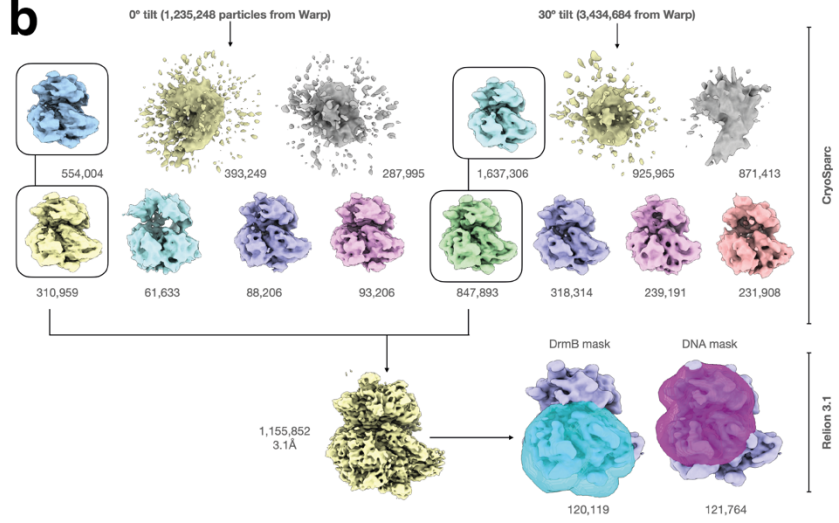 b
0° tilt (1,235,248 particles from Warp)
30° tilt (3,434,684 from Warp)
554,004
393,249
287,995
1,637,306
925,965
871,413
310,959
61,633
88,206
93,206
847,893
318,314
239,191
231,908
CryoSparc
DrmB mask
DNA mask
1,155,852
3.1Å
120,119
121,764
Relion 3.1